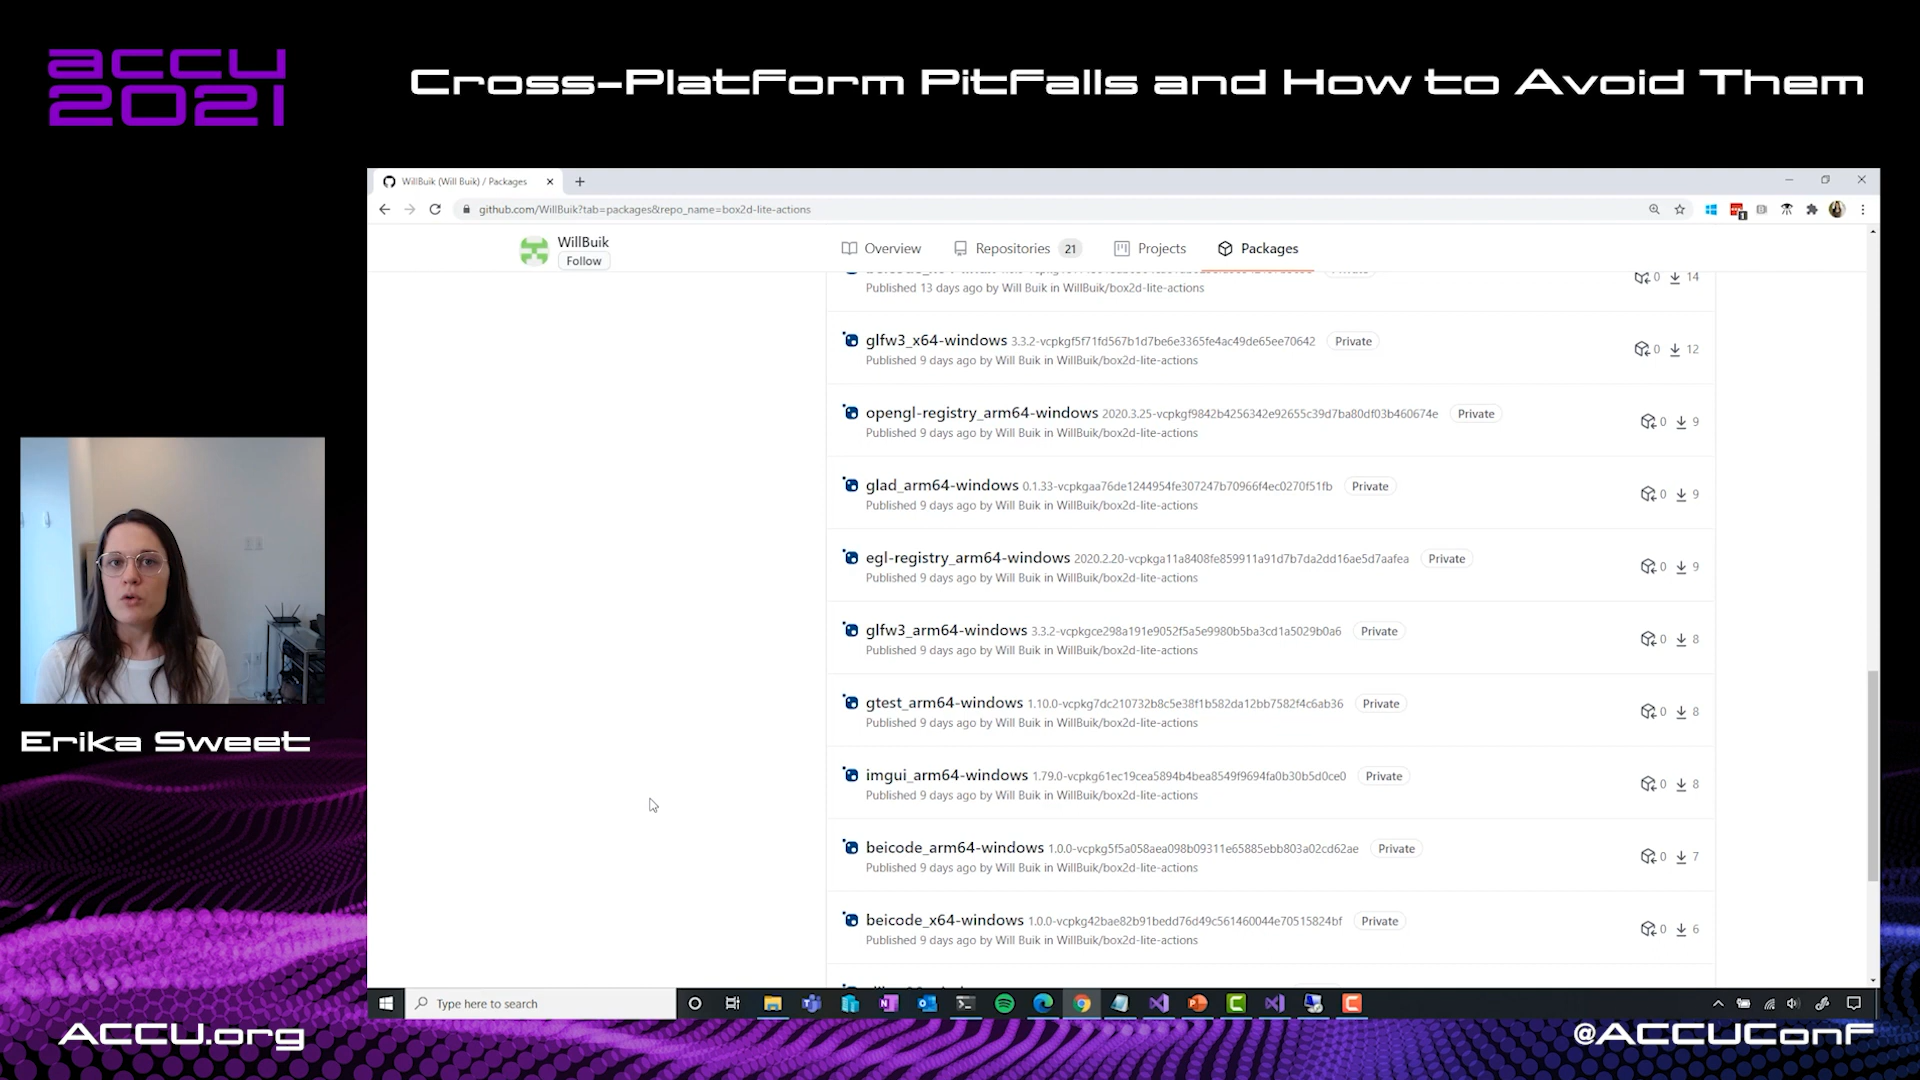 accu
2021
Cross-Platform Pitfalls and How to Avoid Them
WillBuik (Will Buik) / Packages
github.com/WillBuik?tab=packages&repo_name=box2d-lite-actions
WillBuik
Follow
Overview
Repositories 21
Projects
Packages
0 14
Published 13 days ago by Will Buik in WillBuik/box2d-lite-actions
glfw3_x64-windows 3.3.2-vcpkgf5f71fd567b1d7be6e3365fe4ac49de65ee70642 Private
0 12
Published 9 days ago by Will Buik in WillBuik/box2d-lite-actions
opengl-registry_arm64-windows 2020.3.25-vcpkgf9842b4256342e92655c39d7ba80df03b460674e Private
0 9
Published 9 days ago by Will Buik in WillBuik/box2d-lite-actions
glad_arm64-windows 0.1.33-vcpkgaa76de1244954fe307247b70966f4ec0270f51fb Private
0 9
Published 9 days ago by Will Buik in WillBuik/box2d-lite-actions
egl-registry_arm64-windows 2020.2.20-vcpkga11a8408fe859911a91d7b7da2dd16ae5d7aafea Private
0 9
Published 9 days ago by Will Buik in WillBuik/box2d-lite-actions
glfw3_arm64-windows 3.3.2-vcpkgce298a191e9052f5a5e9980b5ba3cd1a5029b0a6 Private
0 8
Published 9 days ago by Will Buik in WillBuik/box2d-lite-actions
gtest_arm64-windows 1.10.0-vcpkg7dc210732b8c5e38f1b582da12bb7582f4c6ab36 Private
0 8
Published 9 days ago by Will Buik in WillBuik/box2d-lite-actions
imgui_arm64-windows 1.79.0-vcpkg61ec19cea5894b4bea8549f9694fa0b30b5d0ce0 Private
0 8
Published 9 days ago by Will Buik in WillBuik/box2d-lite-actions
beicode_arm64-windows 1.0.0-vcpkg5f5a058aea098b09311e65885ebb803a02cd62ae Private
0 7
Published 9 days ago by Will Buik in WillBuik/box2d-lite-actions
beicode_x64-windows 1.0.0-vcpkg42bae82b91bedd76d49c561460044e70515824bf Private
0 6
Published 9 days ago by Will Buik in WillBuik/box2d-lite-actions
Type here to search
Erika Sweet
ACCU.org
@ACCUConf